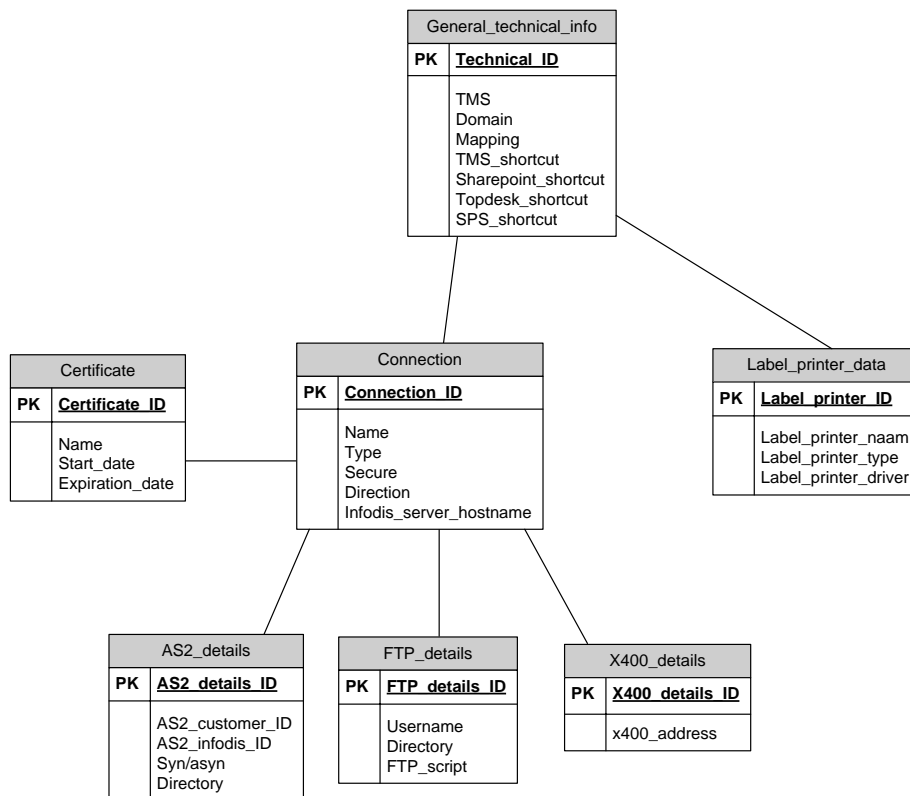 General_technical_info
PK Technical_ID
TMS
Domain
Mapping
TMS_shortcut
Sharepoint_shortcut
Topdesk_shortcut
SPS_shortcut
Certificate
PK Certificate_ID
Name
Start_date
Expiration_date
Connection
PK Connection_ID
Name
Type
Secure
Direction
Infodis_server_hostname
Label_printer_data
PK Label_printer_ID
Label_printer_naam
Label_printer_type
Label_printer_driver
AS2_details
PK AS2_details_ID
AS2_customer_ID
AS2_infodis_ID
Syn/asyn
Directory
FTP_details
PK FTP_details_ID
Username
Directory
FTP_script
X400_details
PK X400_details_ID
x400_address